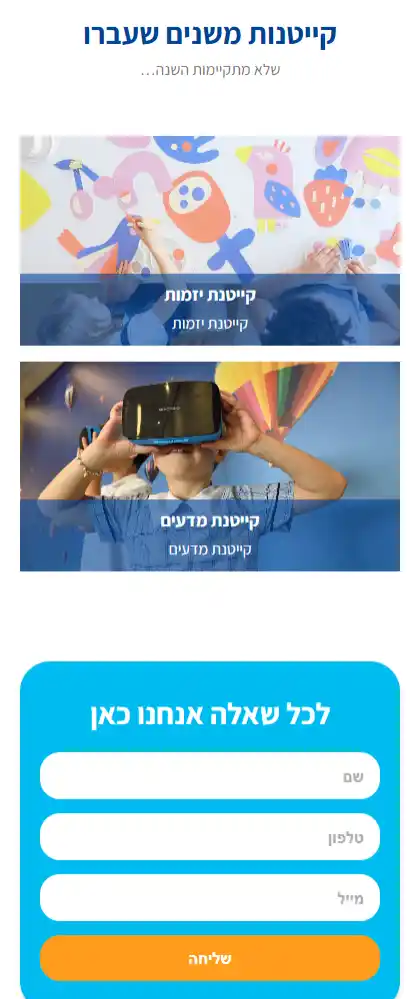 קייטנות משנים שעברו
שלא מתקיימות השנה...
קייטנת יזמות
קייטנת יזמות
קייטנת מדעים
קייטנת מדעים
לכל שאלה אנחנו כאן
שם
טלפון
מייל
שליחה